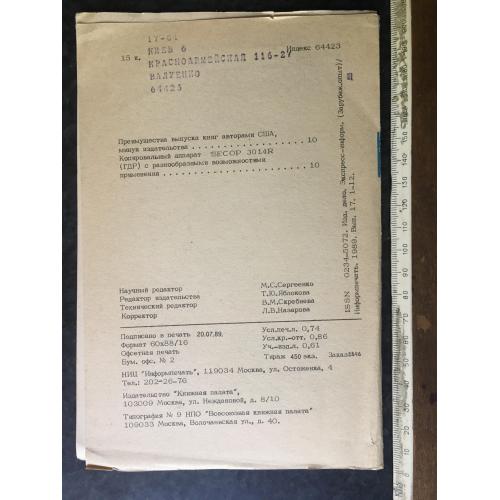 17-61
КИЕВ 6
15 к.
Индекс 64423
КРАСНОАРМЕЙСКАЯ 116-27
ВАЛУЕНКО
64423
Преимущества выпуска книг авторами США,
минуя издательства . . . . . . . . . . . . . . . . . . 10
Копировальный аппарат SECOP 3014R
(ГДР) с разнообразными возможностями
применения . . . . . . . . . . . . . . . . . . . . . . . 10
Научный редактор М.С.Сергеенко
Редактор издательства Т.Ю.Яблокова
Технический редактор В.М.Скребнева
Корректор Л.В.Назарова
Подписано в печать 20.07.89. Усл.печ.л. 0,74
Формат 60х88/16 Усл.кр.-отт. 0,86
Офсетная печать Уч.-изд.л. 0,61
Бум. офс. № 2 Тираж 450 экз. Заказ
НИЦ "Информпечать", 119034 Москва, ул. Остоженка, 4
Тел.: 202-26-76
Издательство "Книжная палата",
103009 Москва, ул. Неждановой, д. 8/10
Типография № 9 НПО "Всесоюзная книжная палата"
109033 Москва, Волочаевская ул., д. 40.
ISSN 0234-5072. Изд. дело. Экспресс-информ. (Зарубеж.опыт)/
Информпечать. 1989. Вып. 17. 1-12.